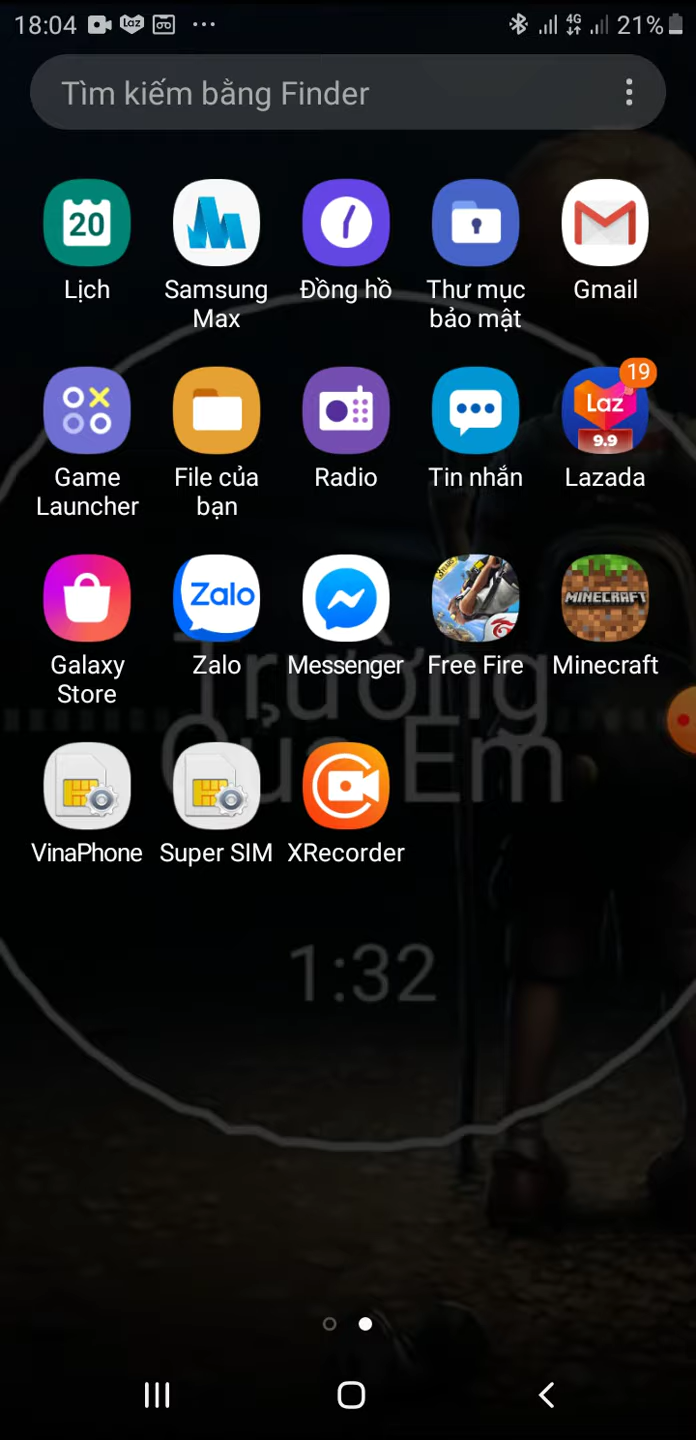 18:04
4G
21%
Tìm kiếm bằng Finder
20
Lịch
Samsung
Max
Đồng hồ
Thư mục
bảo mật
Gmail
Game
Launcher
File của
bạn
Radio
Tin nhắn
19
Laz
9.9
Lazada
Galaxy
Store
Zalo
Zalo
Messenger
Free Fire
MINECRAFT
Minecraft
Trường
Qua Em
VinaPhone
Super SIM
XRecorder
1:32